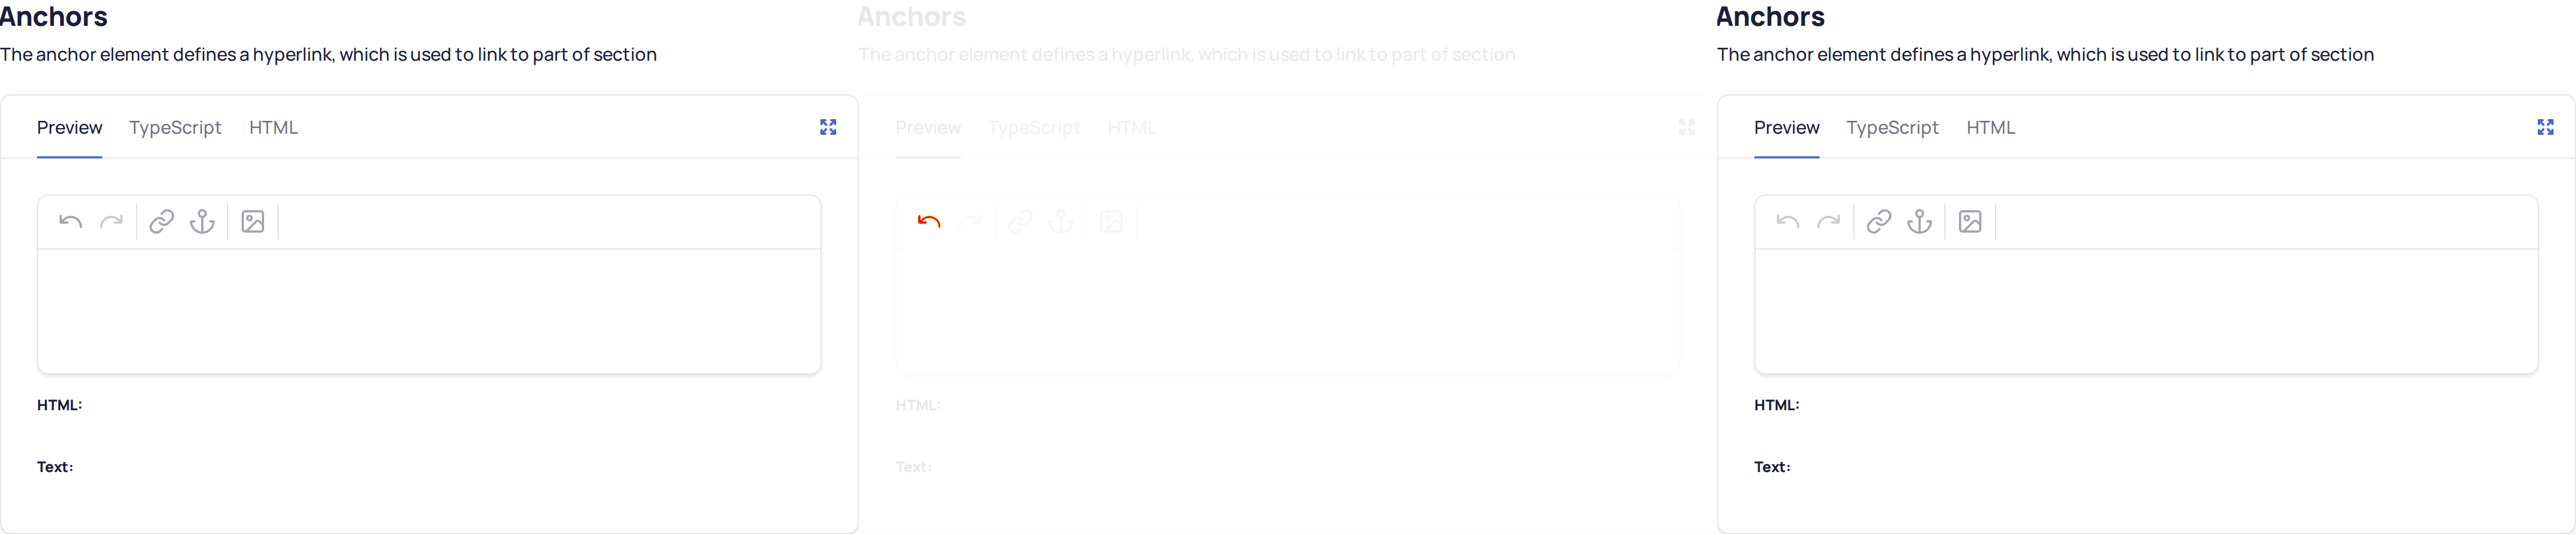 Anchors
The anchor element defines a hyperlink, which is used to link to part of section
Preview TypeScript HTML
HTML:
Text:
Anchors
The anchor element defines a hyperlink, which is used to link to part of section
Preview TypeScript HTML
HTML:
Text:
Anchors
The anchor element defines a hyperlink, which is used to link to part of section
Preview TypeScript HTML
HTML:
Text: